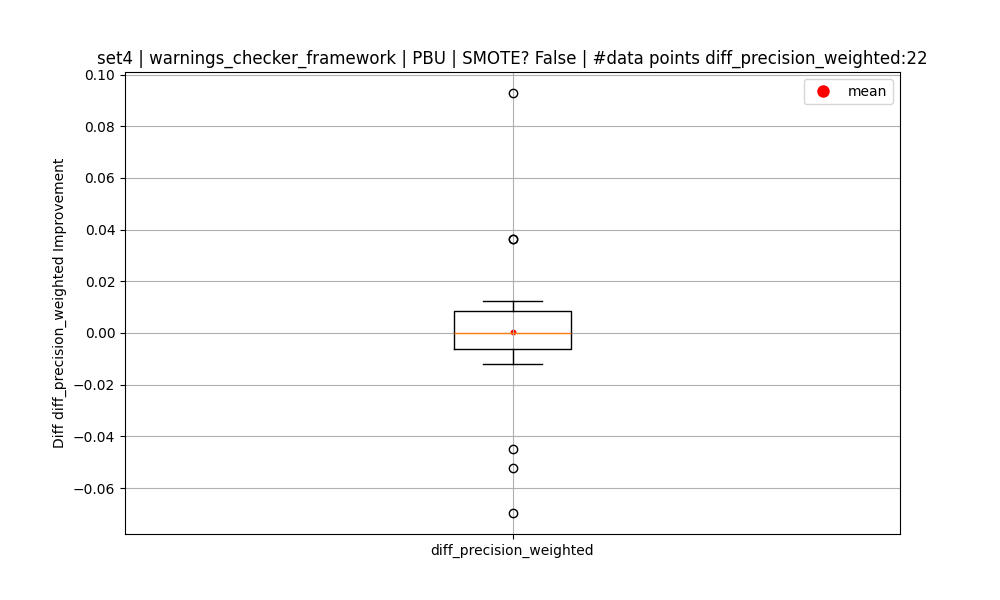 set4 | warnings_checker_framework | PBU | SMOTE? False | #data points diff_precision_weighted:22
mean
0.10
0.08
0.06
0.04
0.02
0.00
−0.02
−0.04
−0.06
Diff diff_precision_weighted Improvement
diff_precision_weighted